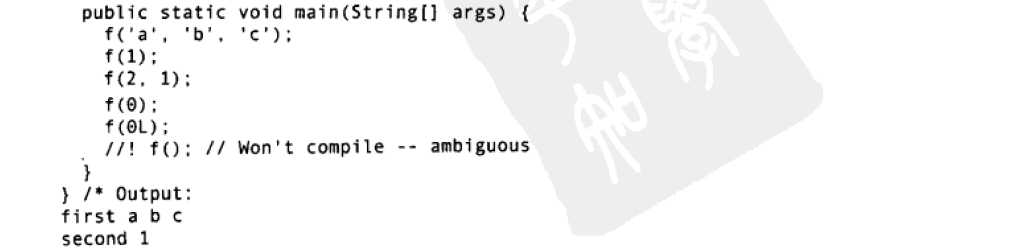 public static void main(String[] args) {
f('a', 'b', 'c');
f(1);
f(2, 1);
f(0);
f(0L);
//! f(); // Won't compile -- ambiguous
}
} /* Output:
first a b c
second 1